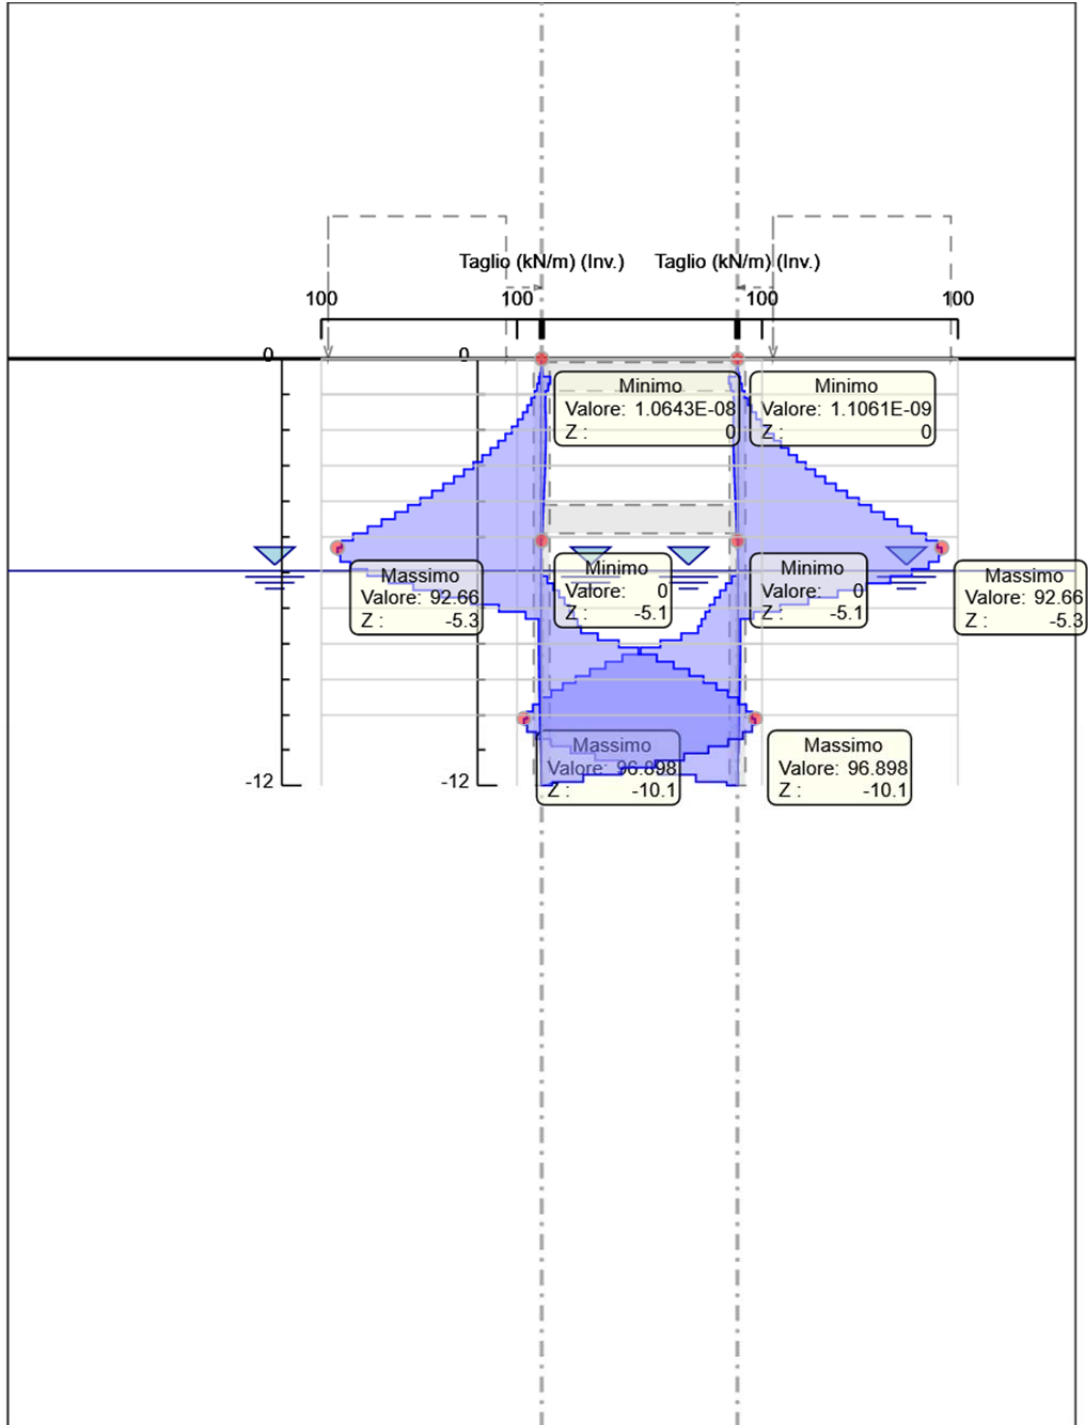 Taglio (kN/m) (Inv.) Taglio (kN/m) (Inv.)
100 100 100 100
0 0
Minimo
Valore: 1.0643E-08
Z : 0
Minimo
Valore: 1.1061E-09
Z : 0
Massimo
Valore: 92.66
Z : -5.3
Minimo
Valore: 0
Z : -5.1
Minimo
Valore: 0
Z : -5.1
Massimo
Valore: 92.66
Z : -5.3
Massimo
Valore: 96.898
Z : -10.1
Massimo
Valore: 96.898
Z : -10.1
-12 -12